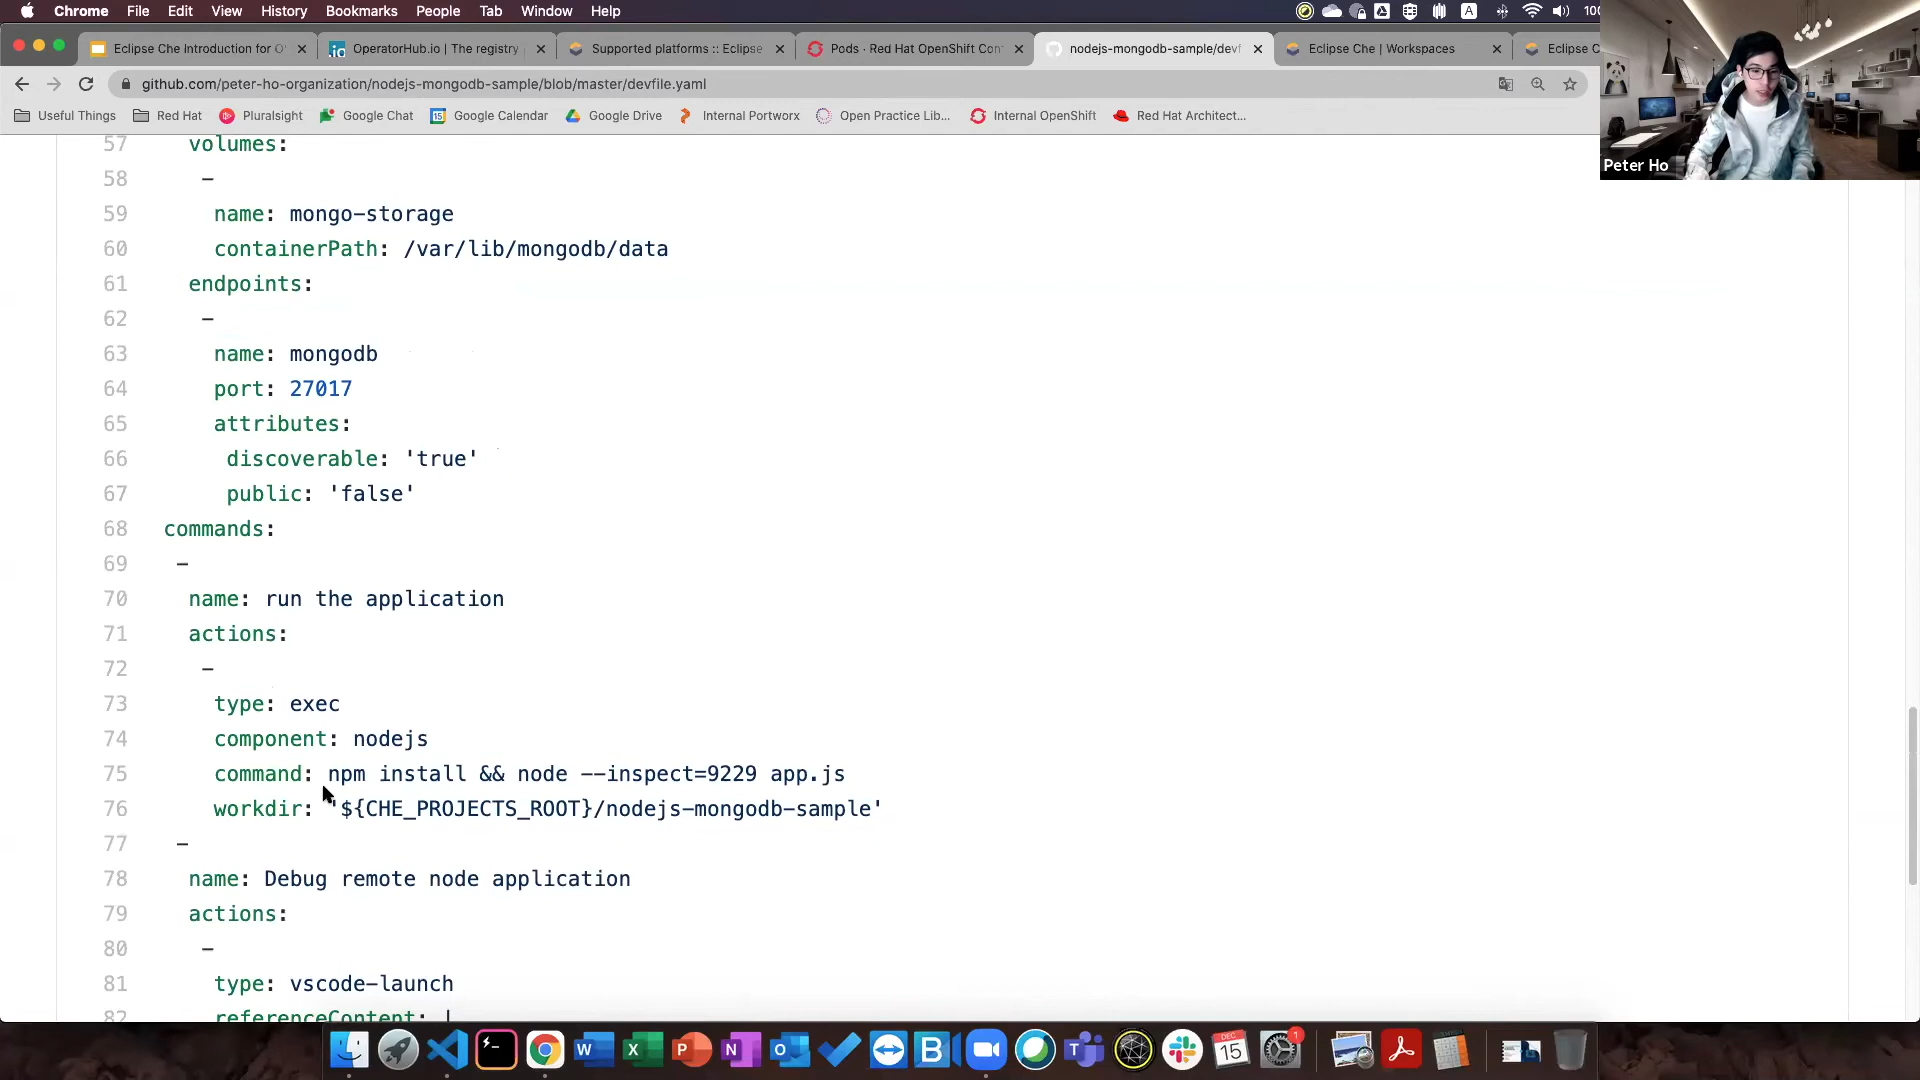 Chrome File Edit View History Bookmarks People Tab Window Help
Eclipse Che Introduction for O
OperatorHub.io | The registry
Supported platforms :: Eclipse
Pods · Red Hat OpenShift Con
nodejs-mongodb-sample/devf
Eclipse Che | Workspaces
Eclipse C
github.com/peter-ho-organization/nodejs-mongodb-sample/blob/master/devfile.yaml
Useful Things Red Hat Pluralsight Google Chat Google Calendar Google Drive Internal Portworx Open Practice Lib... Internal OpenShift Red Hat Architect...
Peter Ho
57 volumes:
58 -
59 name: mongo-storage
60 containerPath: /var/lib/mongodb/data
61 endpoints:
62 -
63 name: mongodb
64 port: 27017
65 attributes:
66 discoverable: 'true'
67 public: 'false'
68 commands:
69 -
70 name: run the application
71 actions:
72 -
73 type: exec
74 component: nodejs
75 command: npm install && node --inspect=9229 app.js
76 workdir: '${CHE_PROJECTS_ROOT}/nodejs-mongodb-sample'
77 -
78 name: Debug remote node application
79 actions:
80 -
81 type: vscode-launch
82 referenceContent: |
DEC
15
1